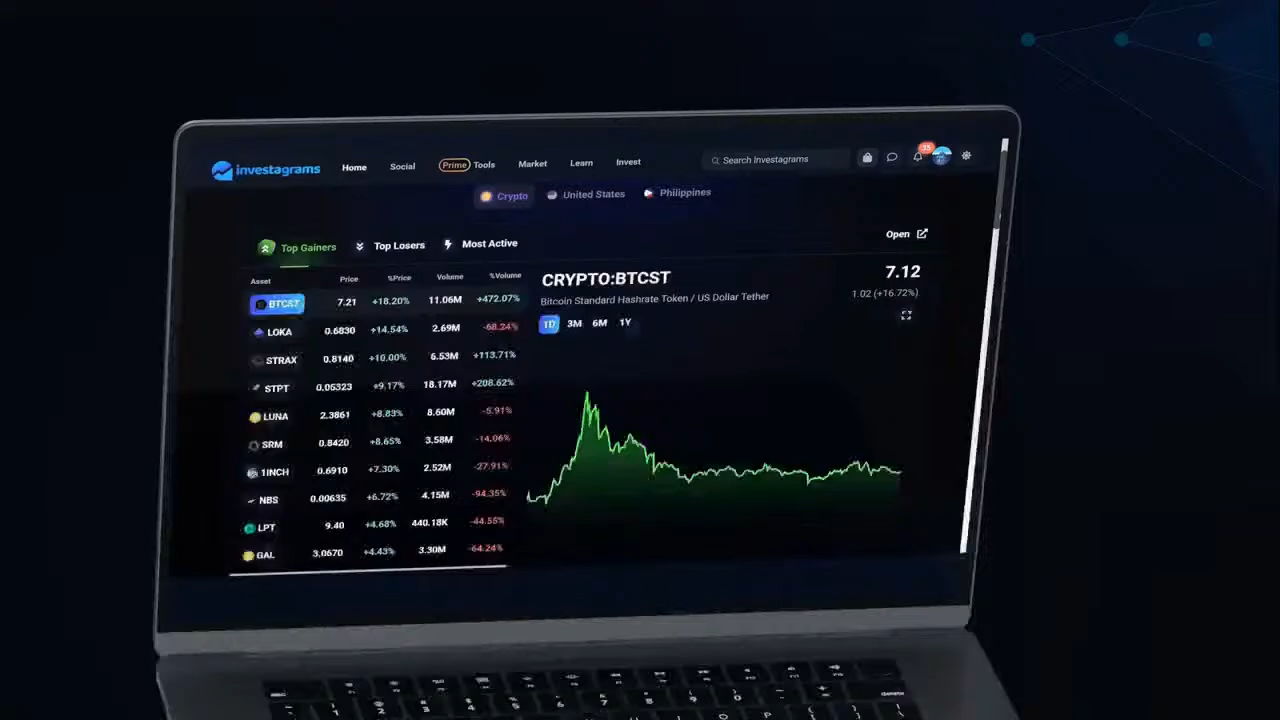 investagrams Home Social Prime Tools Market Learn Invest Search Investagrams 35
Crypto United States Philippines
Top Gainers Top Losers Most Active Open
Asset Price %Price Volume %Volume
BTCST 7.21 +18.20% 11.06M +472.07%
LOKA 0.6830 +14.54% 2.69M -68.24%
STRAX 0.8140 +10.00% 6.53M +113.71%
STPT 0.05323 +9.17% 18.17M +208.62%
LUNA 2.3861 +8.83% 8.60M -5.91%
SRM 0.8420 +8.65% 3.58M -14.06%
1INCH 0.6910 +7.30% 2.52M -27.91%
NBS 0.00635 +6.72% 4.15M -94.35%
LPT 9.40 +4.68% 440.18K -44.55%
GAL 3.0670 +4.43% 3.30M -64.24%
CRYPTO:BTCST 7.12
Bitcoin Standard Hashrate Token / US Dollar Tether 1.02 (+16.72%)
1D 3M 6M 1Y
delete